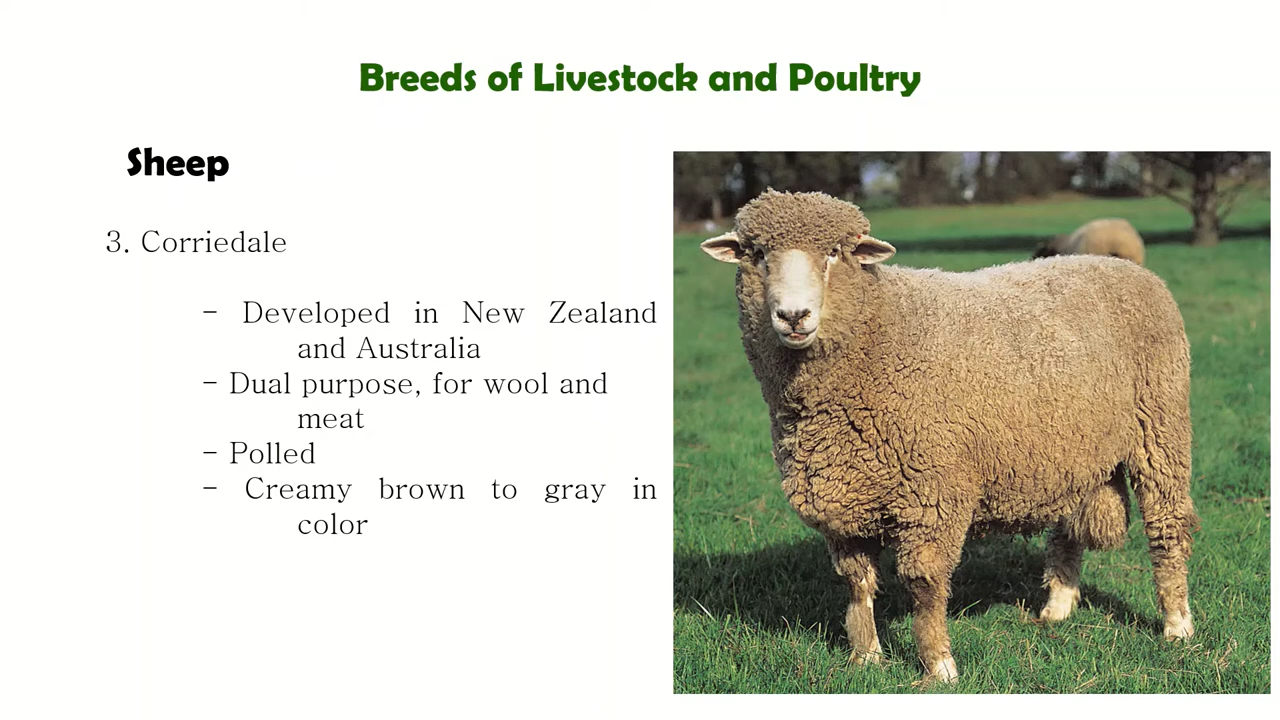 Breeds of Livestock and Poultry
Sheep
3. Corriedale
- Developed in New Zealand
and Australia
- Dual purpose, for wool and
meat
- Polled
- Creamy brown to gray in
color